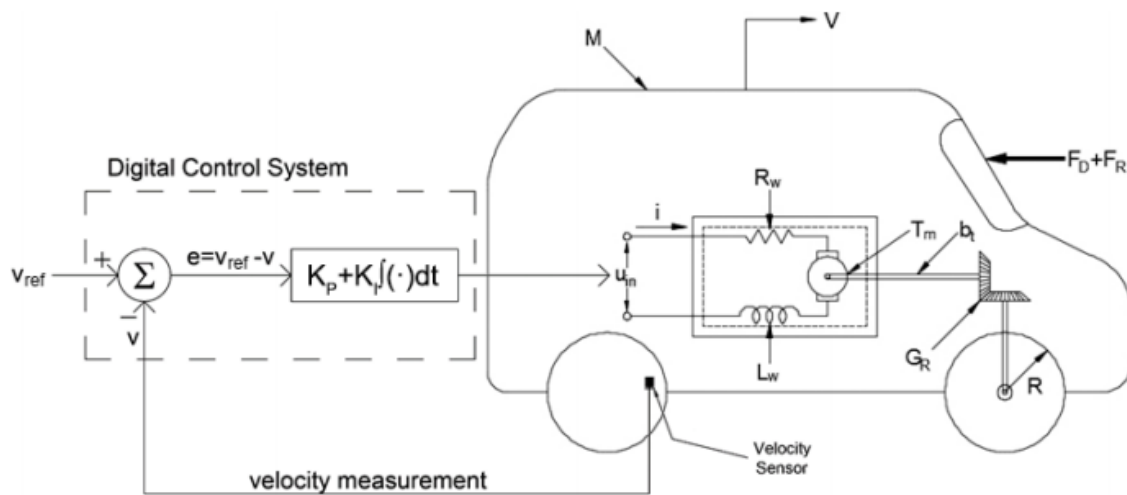 V
M
Digital Control System
F_D+F_R
R_w
i
T_m
b_t
v_ref
+
Σ
e=v_ref -v
K_P+K_I∫(·)dt
u_in
−
v
G_R
L_w
R
Velocity
Sensor
velocity measurement